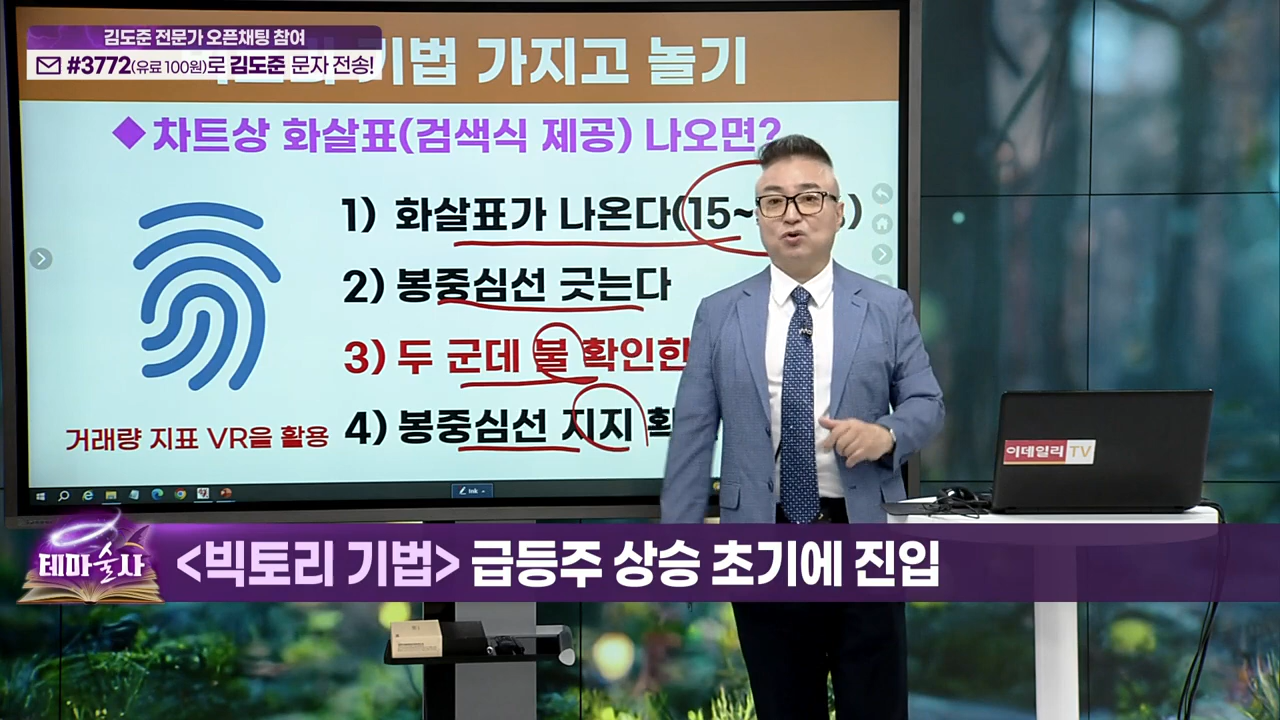 김도준 전문가 오픈채팅 참여
#3772(유료 100원)로 김도준 문자 전송!
기법 가지고 놀기
◆차트상 화살표(검색식 제공) 나오면?
1) 화살표가 나온다(15~ )
2) 봉중심선 긋는다
3) 두 군데 불 확인한
4) 봉중심선 지지
거래량 지표 VR을 활용
Ink
이데일리 TV
테마술사
<빅토리 기법> 급등주 상승 초기에 진입